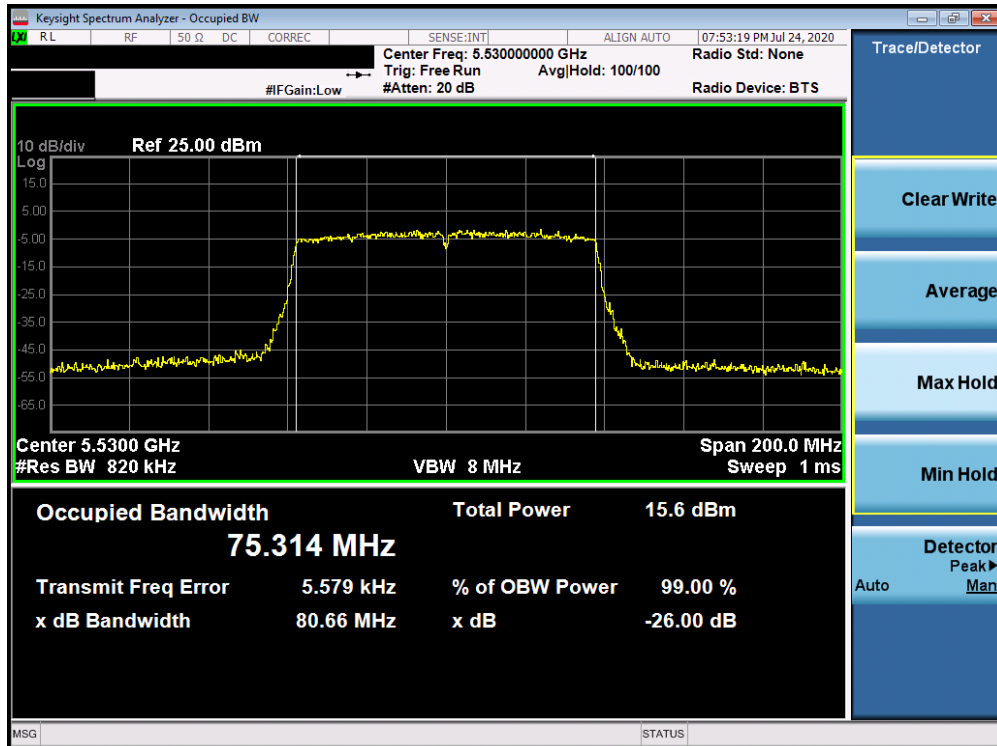 Keysight Spectrum Analyzer - Occupied BW
LXI RL RF 50 Ω DC CORREC SENSE:INT ALIGN AUTO 07:53:19 PM Jul 24, 2020
Center Freq: 5.530000000 GHz Radio Std: None
Trig: Free Run Avg|Hold: 100/100
#IFGain:Low #Atten: 20 dB Radio Device: BTS
Trace/Detector
10 dB/div Ref 25.00 dBm
Log
15.0
5.00
-5.00
-15.0
-25.0
-35.0
-45.0
-55.0
-65.0
Center 5.5300 GHz Span 200.0 MHz
#Res BW 820 kHz VBW 8 MHz Sweep 1 ms
Occupied Bandwidth Total Power 15.6 dBm
75.314 MHz
Transmit Freq Error 5.579 kHz % of OBW Power 99.00 %
x dB Bandwidth 80.66 MHz x dB -26.00 dB
Clear Write
Average
Max Hold
Min Hold
Detector
Peak▶
Auto Man
MSG STATUS